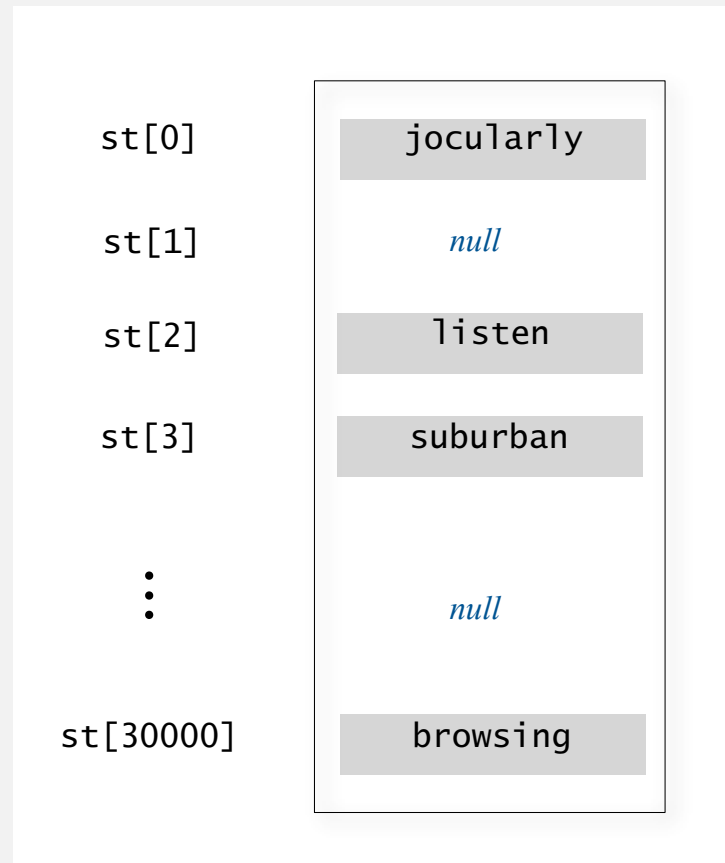 st[0] jocularly
st[1] null
st[2] listen
st[3] suburban
⋮ null
st[30000] browsing